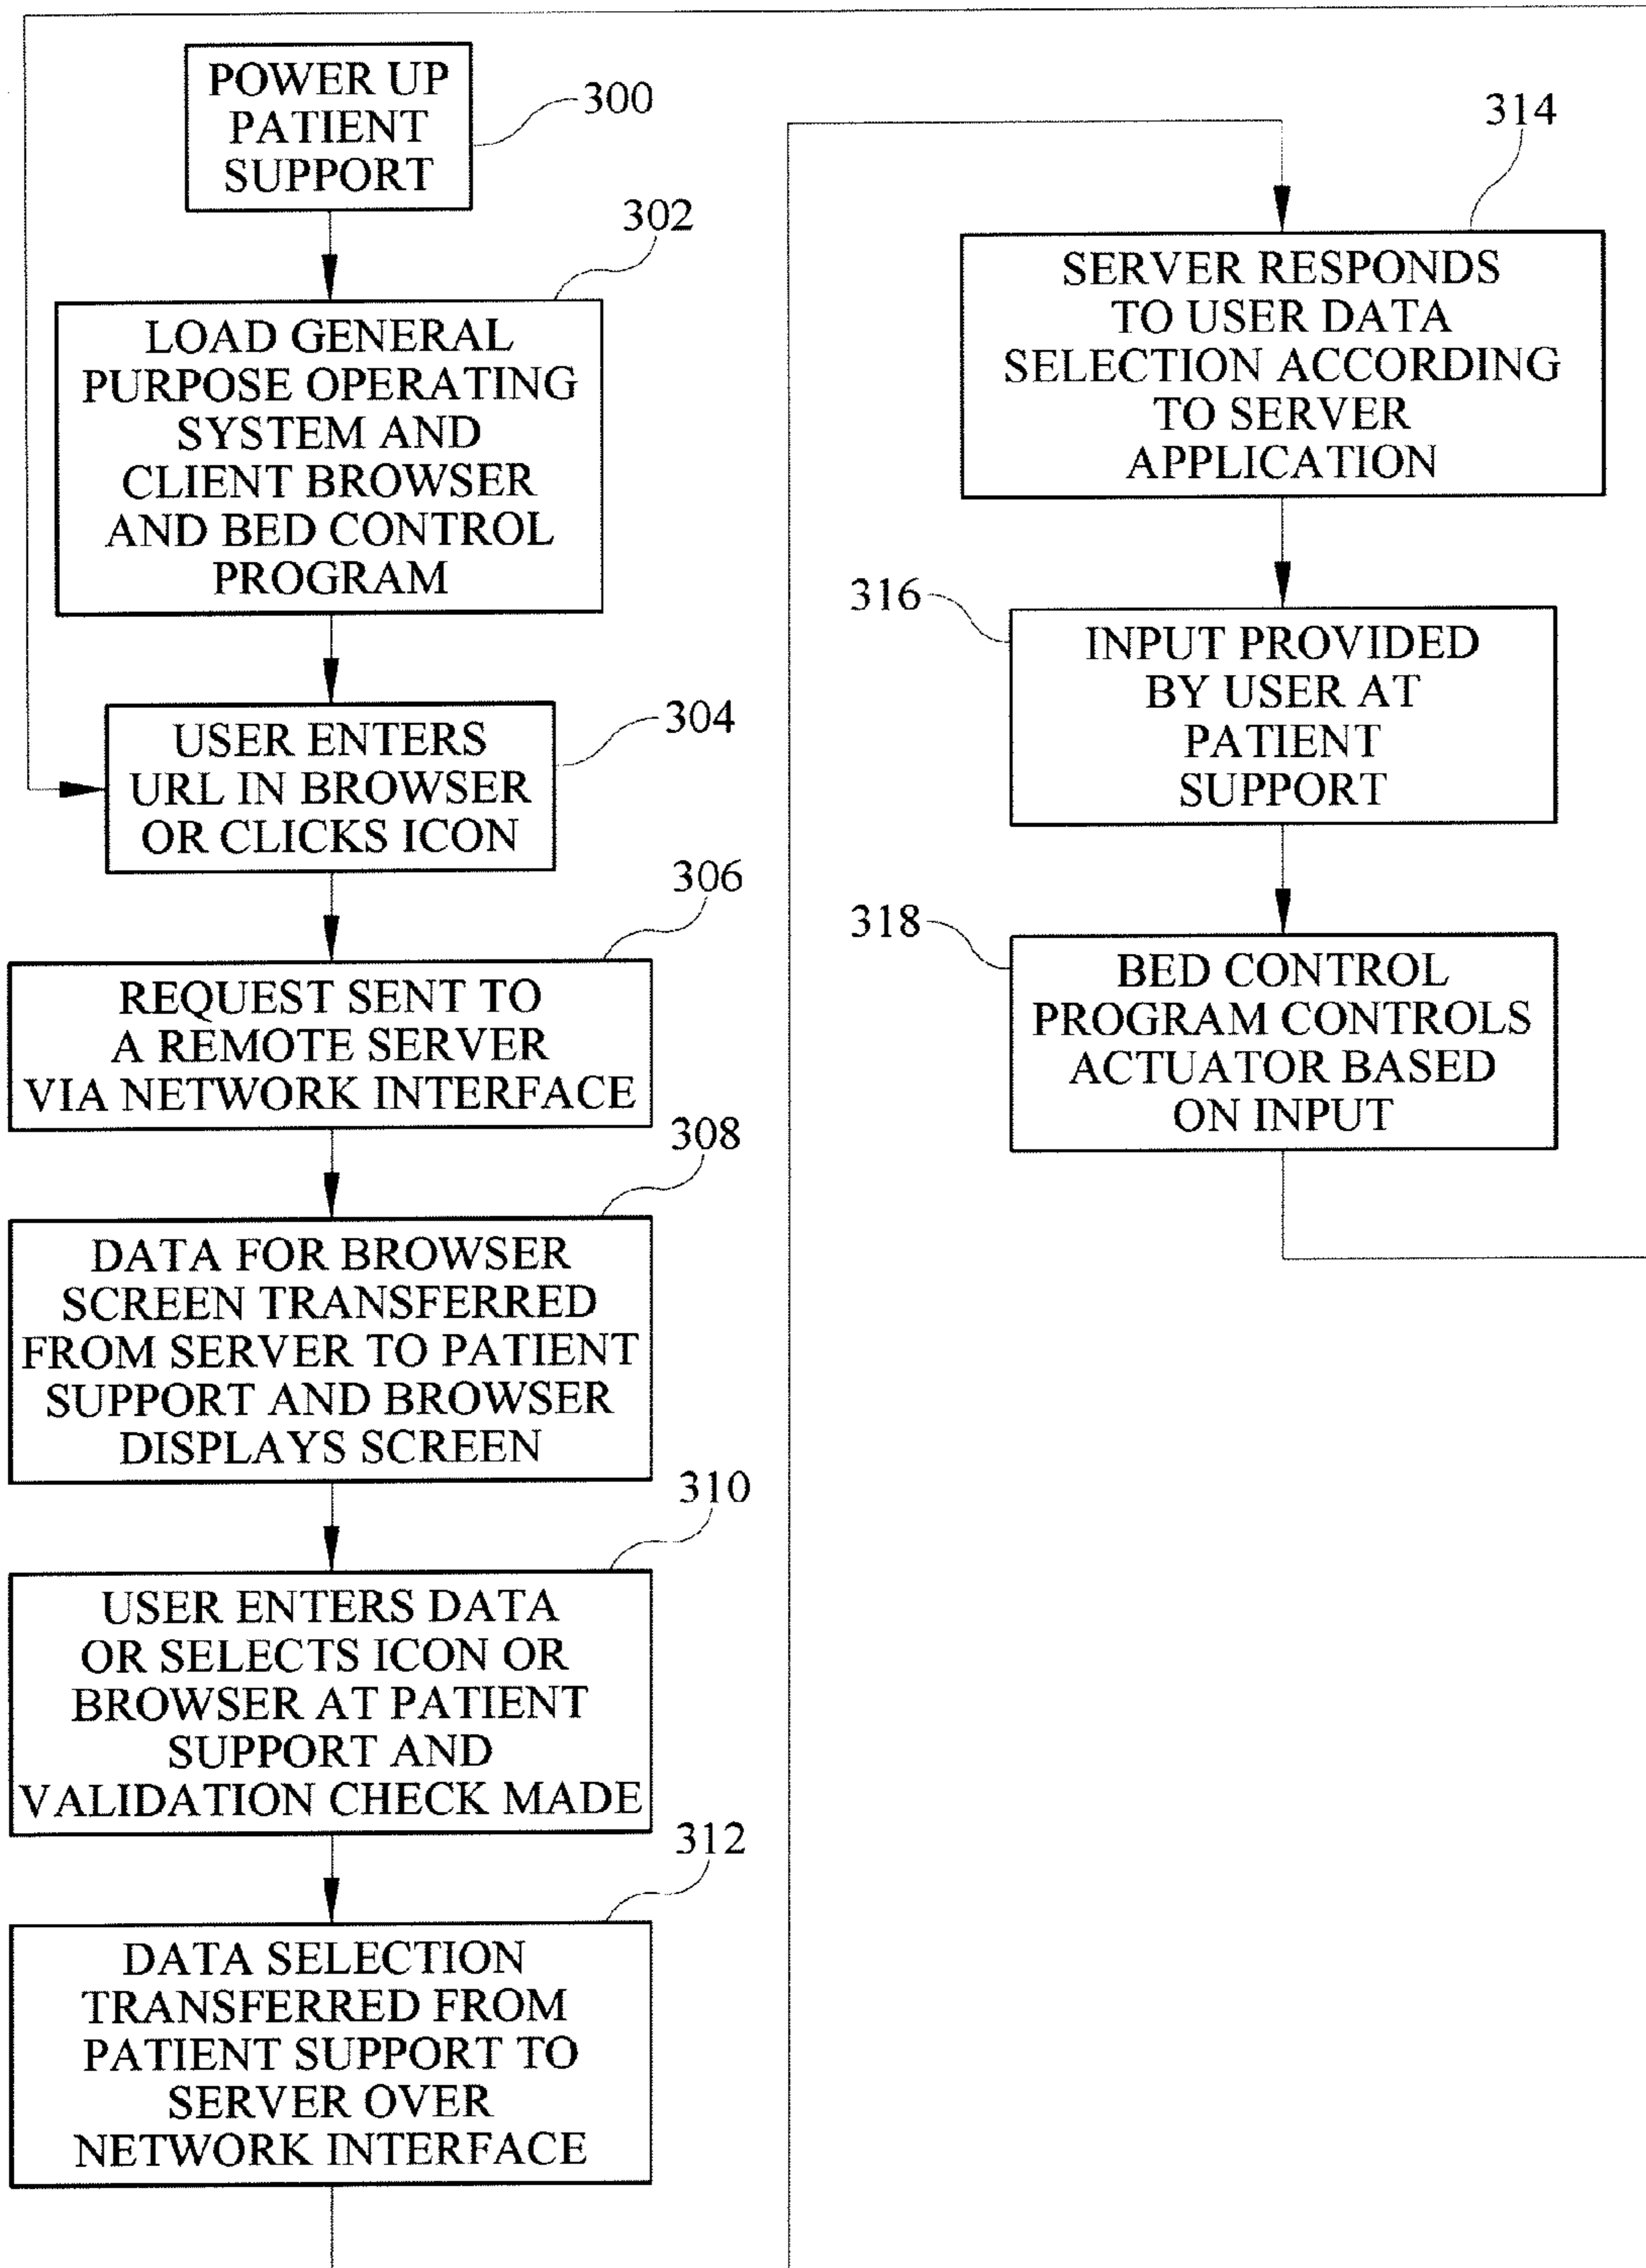 POWER UP
PATIENT
SUPPORT
300
302
LOAD GENERAL
PURPOSE OPERATING
SYSTEM AND
CLIENT BROWSER
AND BED CONTROL
PROGRAM
304
USER ENTERS
URL IN BROWSER
OR CLICKS ICON
306
REQUEST SENT TO
A REMOTE SERVER
VIA NETWORK INTERFACE
308
DATA FOR BROWSER
SCREEN TRANSFERRED
FROM SERVER TO PATIENT
SUPPORT AND BROWSER
DISPLAYS SCREEN
310
USER ENTERS DATA
OR SELECTS ICON OR
BROWSER AT PATIENT
SUPPORT AND
VALIDATION CHECK MADE
312
DATA SELECTION
TRANSFERRED FROM
PATIENT SUPPORT TO
SERVER OVER
NETWORK INTERFACE
314
SERVER RESPONDS
TO USER DATA
SELECTION ACCORDING
TO SERVER
APPLICATION
316
INPUT PROVIDED
BY USER AT
PATIENT
SUPPORT
318
BED CONTROL
PROGRAM CONTROLS
ACTUATOR BASED
ON INPUT